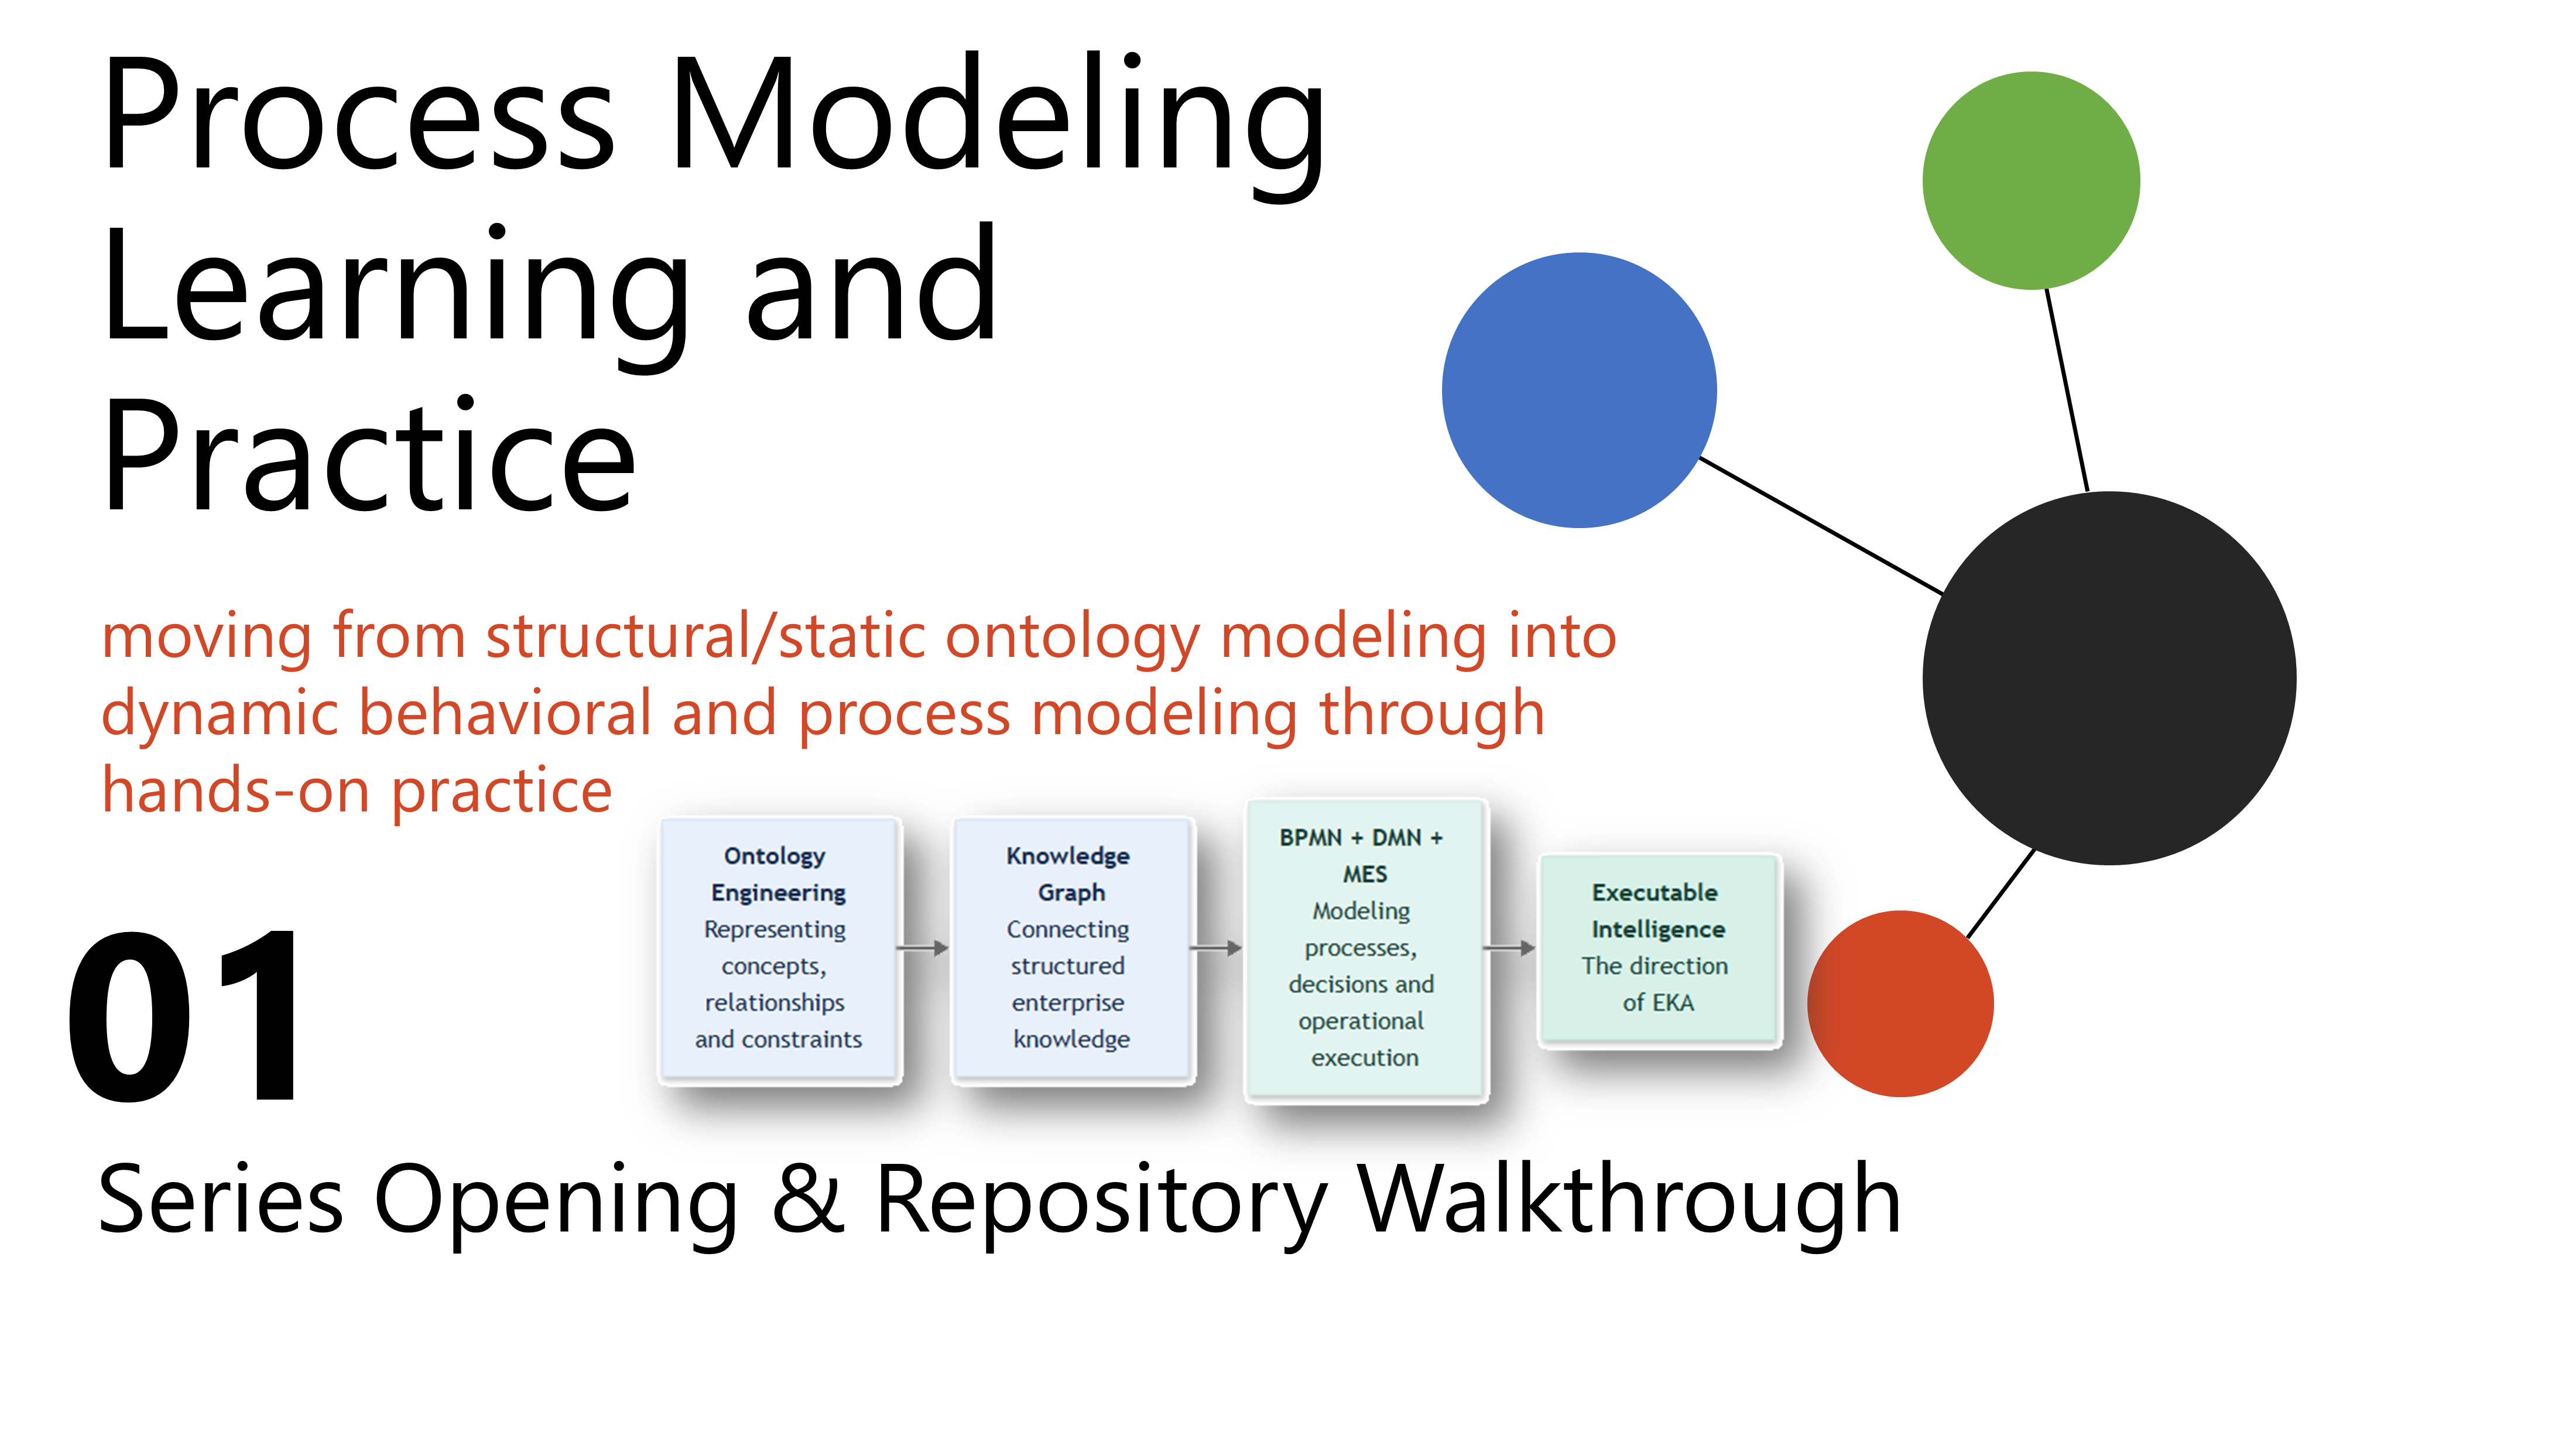 Process Modeling
Learning and
Practice
moving from structural/static ontology modeling into
dynamic behavioral and process modeling through
hands-on practice
Ontology
Engineering
Representing
concepts,
relationships
and constraints
Knowledge
Graph
Connecting
structured
enterprise
knowledge
BPMN + DMN +
MES
Modeling
processes,
decisions and
operational
execution
Executable
Intelligence
The direction
of EKA
01
Series Opening & Repository Walkthrough